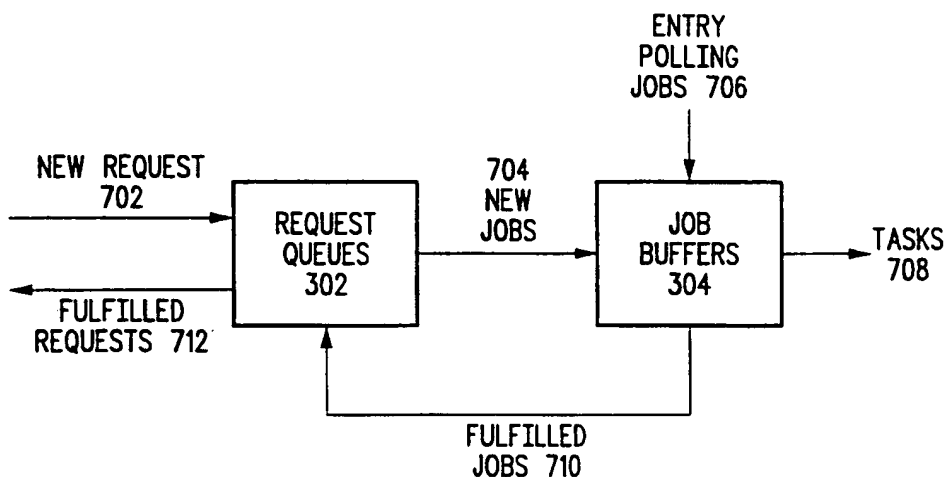 ENTRY
POLLING
JOBS 706
NEW REQUEST
702
704
NEW
JOBS
REQUEST
QUEUES
302
JOB
BUFFERS
304
TASKS
708
FULFILLED
REQUESTS 712
FULFILLED
JOBS 710